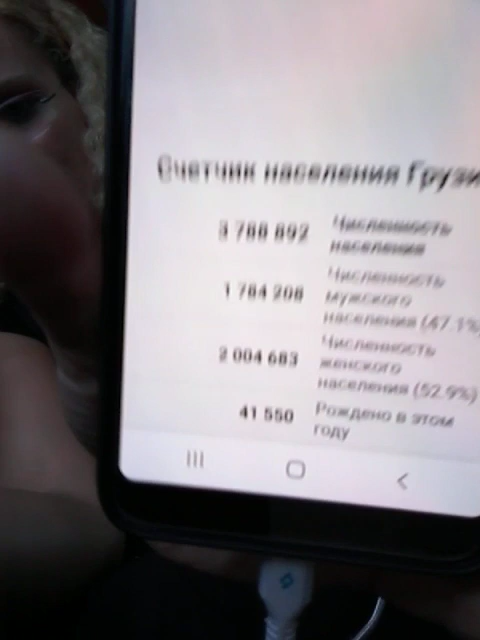 Счетчик населения Грузи
3 788 892 Численность
населения
1 784 208 Численность
мужского
населения (47.1%
2 004 683 Численность
женского
населения (52.9%)
41 550 Рождено в этом
году